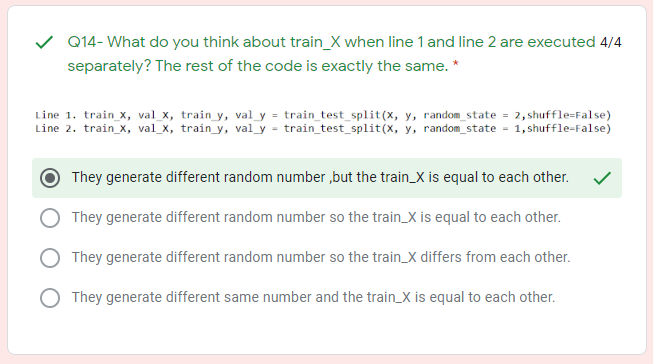 Q14- What do you think about train_X when line 1 and line 2 are executed 4/4
separately? The rest of the code is exactly the same. *
Line 1. train_X, val_X, train_y, val_y = train_test_split(X, y, random_state = 2,shuffle=False)
Line 2. train_X, val_X, train_y, val_y = train_test_split(X, y, random_state = 1,shuffle=False)
They generate different random number ,but the train_X is equal to each other.
They generate different random number so the train_X is equal to each other.
They generate different random number so the train_X differs from each other.
They generate different same number and the train_X is equal to each other.